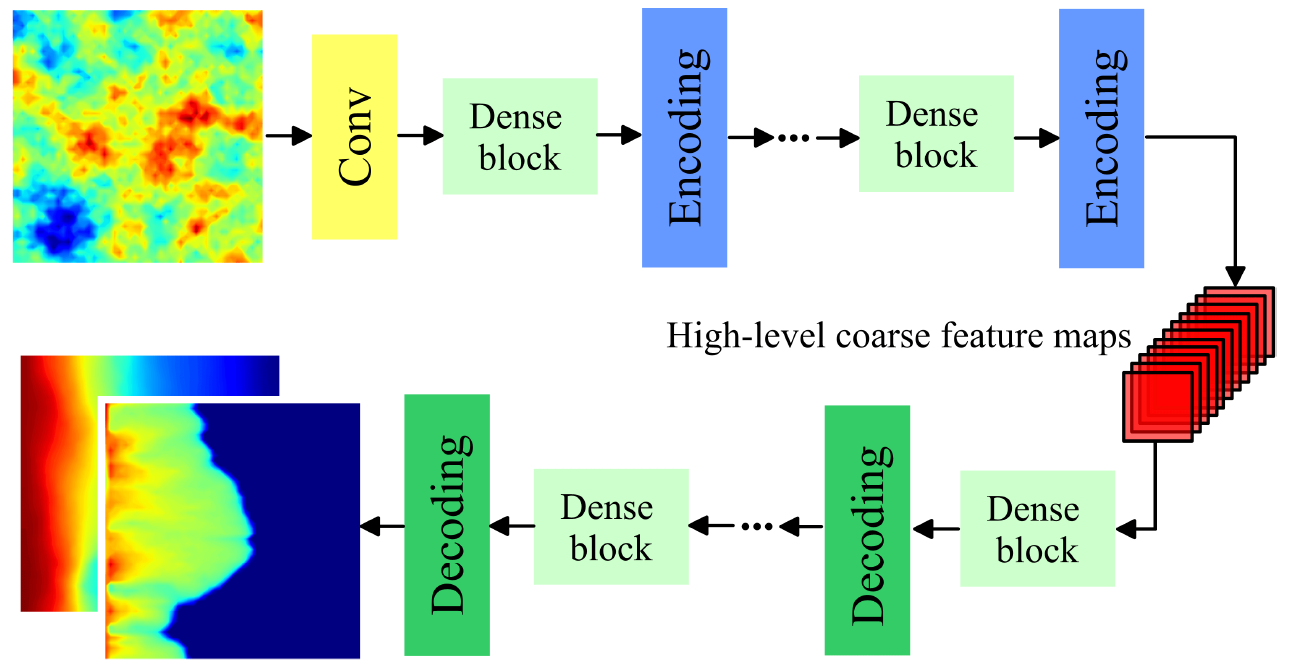 Conv
Dense
block
Encoding
...
Dense
block
Encoding
High-level coarse feature maps
Decoding
Dense
block
...
Decoding
Dense
block